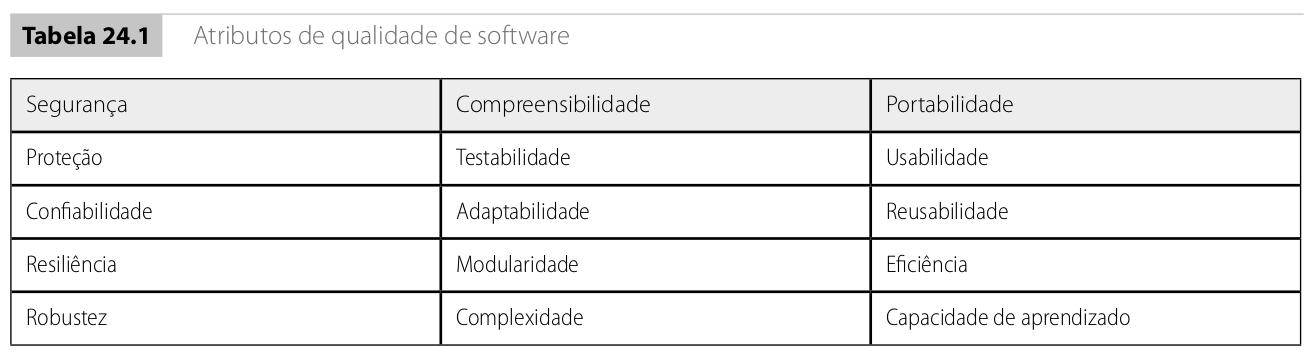 Tabela 24.1 Atributos de qualidade de software
Segurança Compreensibilidade Portabilidade
Proteção Testabilidade Usabilidade
Confiabilidade Adaptabilidade Reusabilidade
Resiliência Modularidade Eficiência
Robustez Complexidade Capacidade de aprendizado